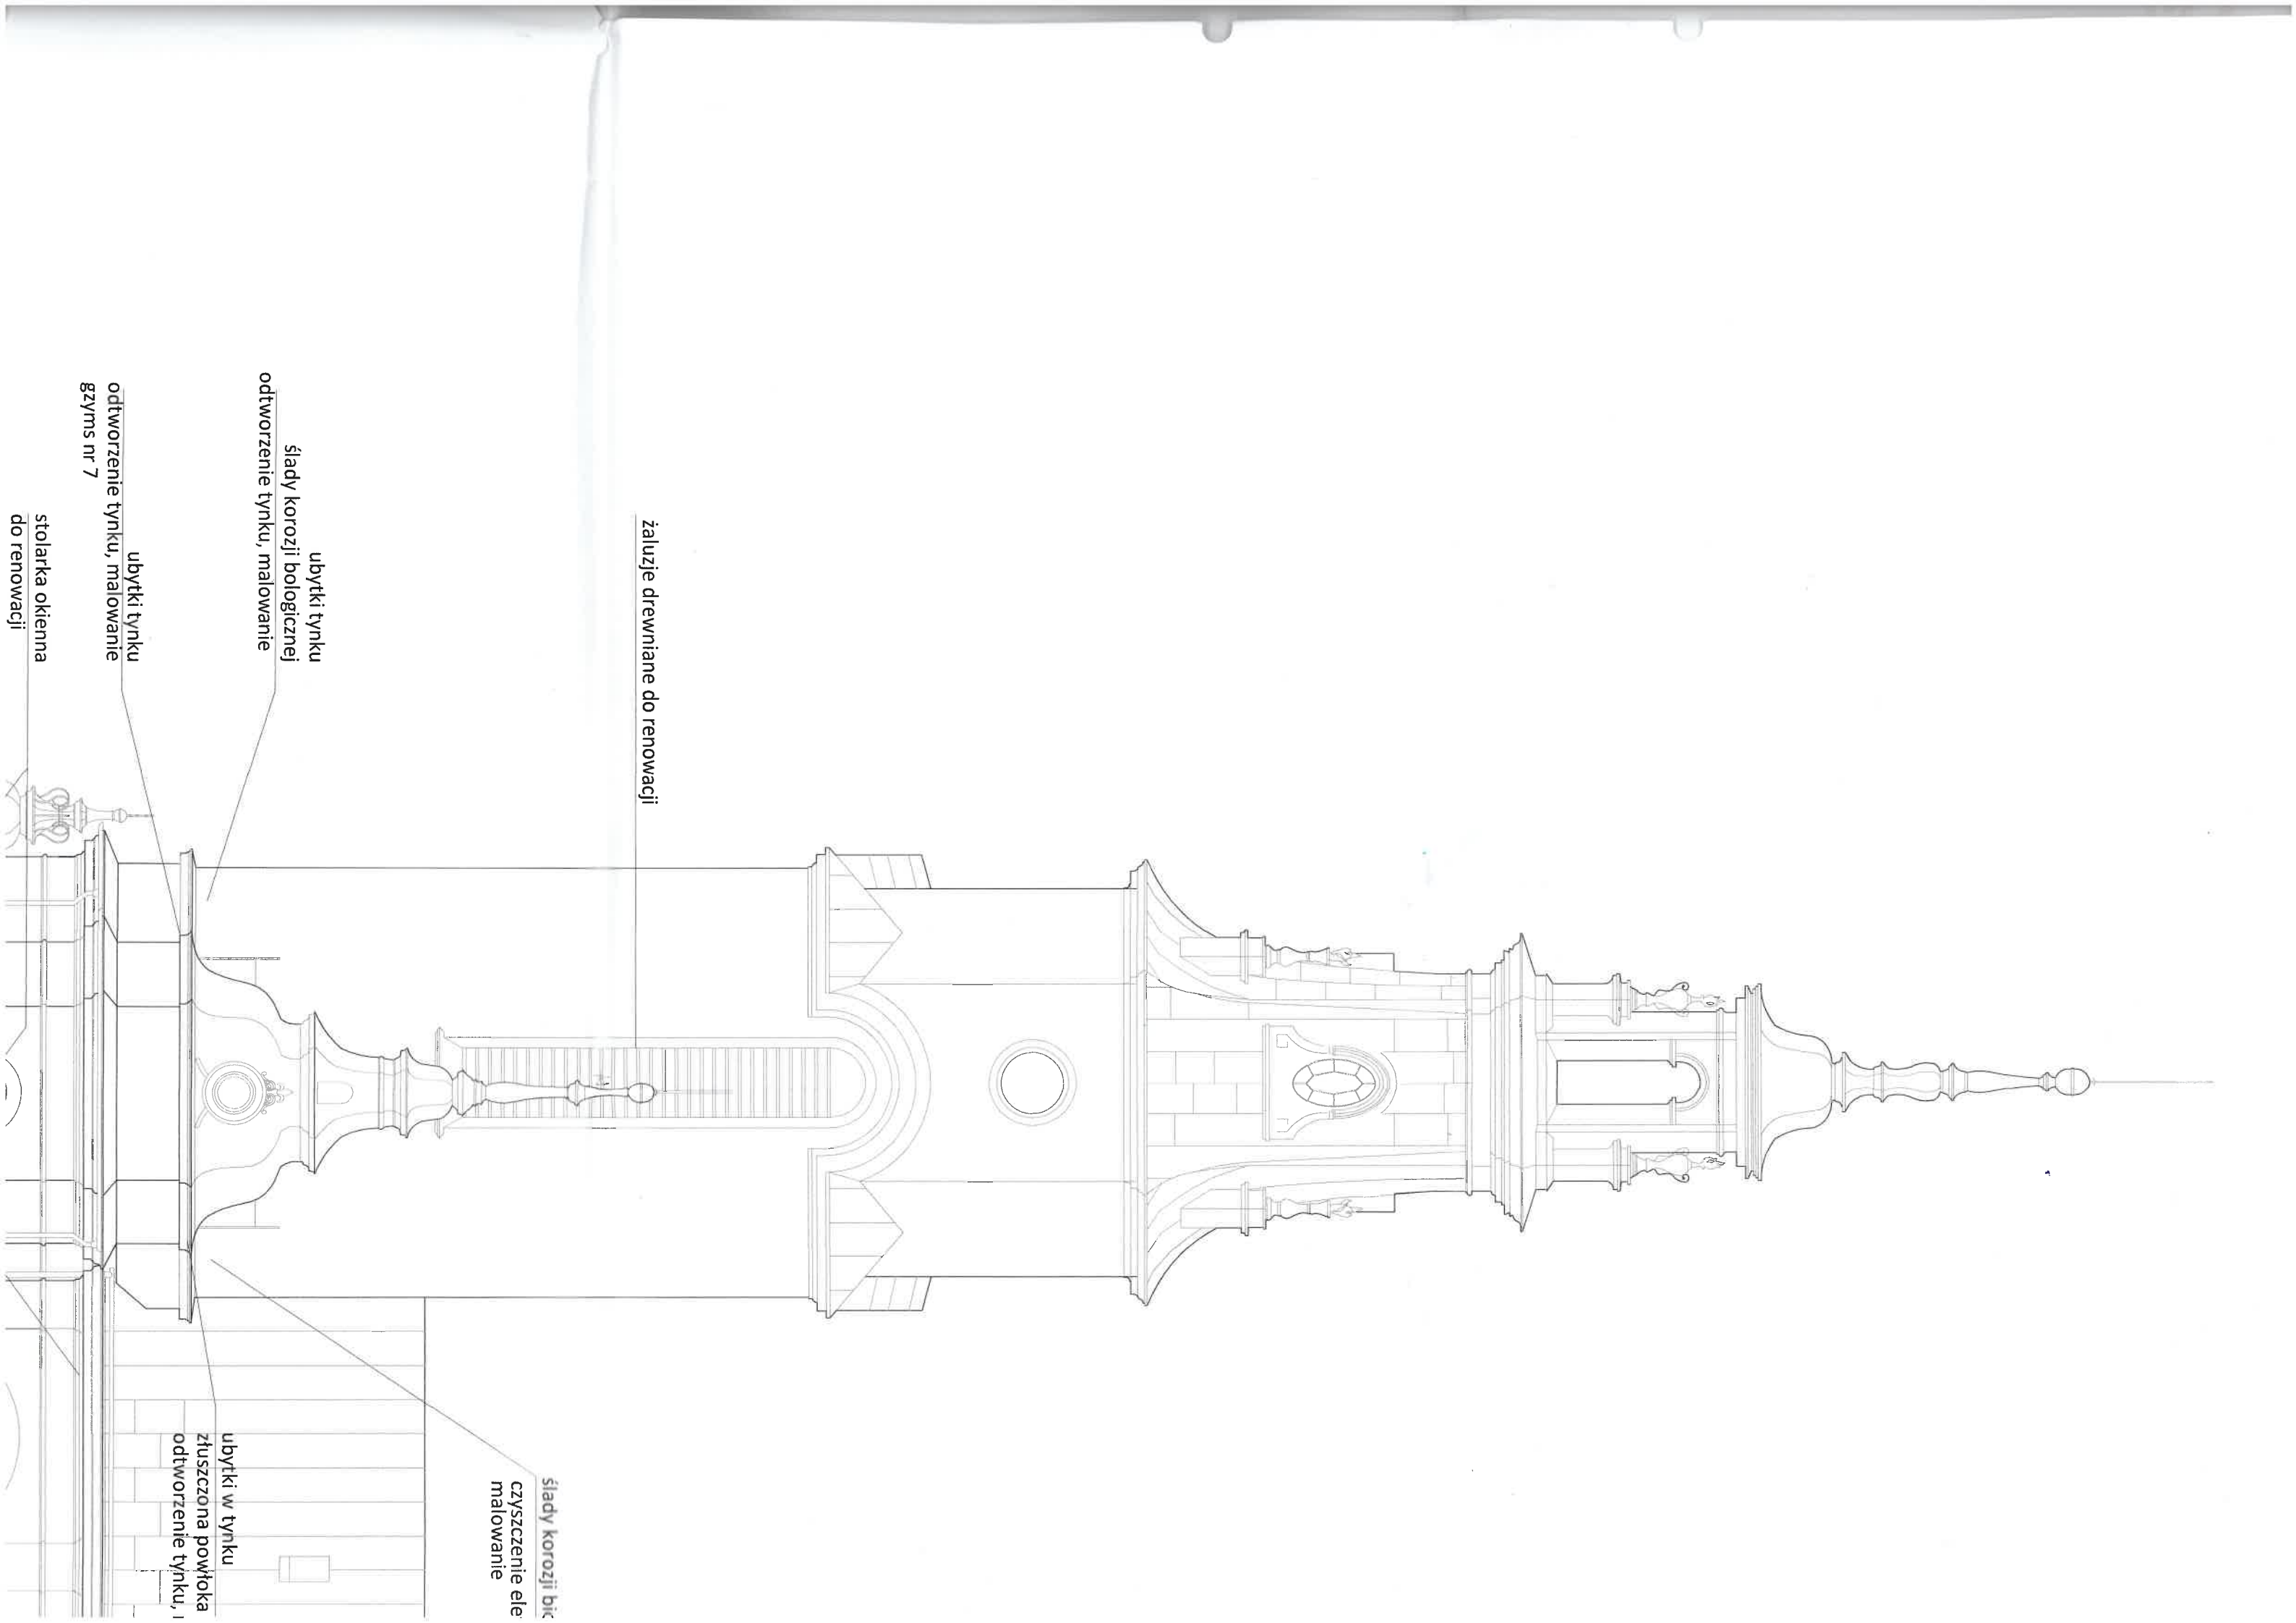 żaluzje drewniane do renowacji
ubytki tynku
ślady korozji bologicznej
odtworzenie tynku, malowanie
ubytki tynku
odtworzenie tynku, malowanie
gzyms nr 7
stolarka okienna
do renowacji
ślady korozji
czyszczenie
malowanie
ubytki w tynku
złuszczona powłoka
odtworzenie tynku,